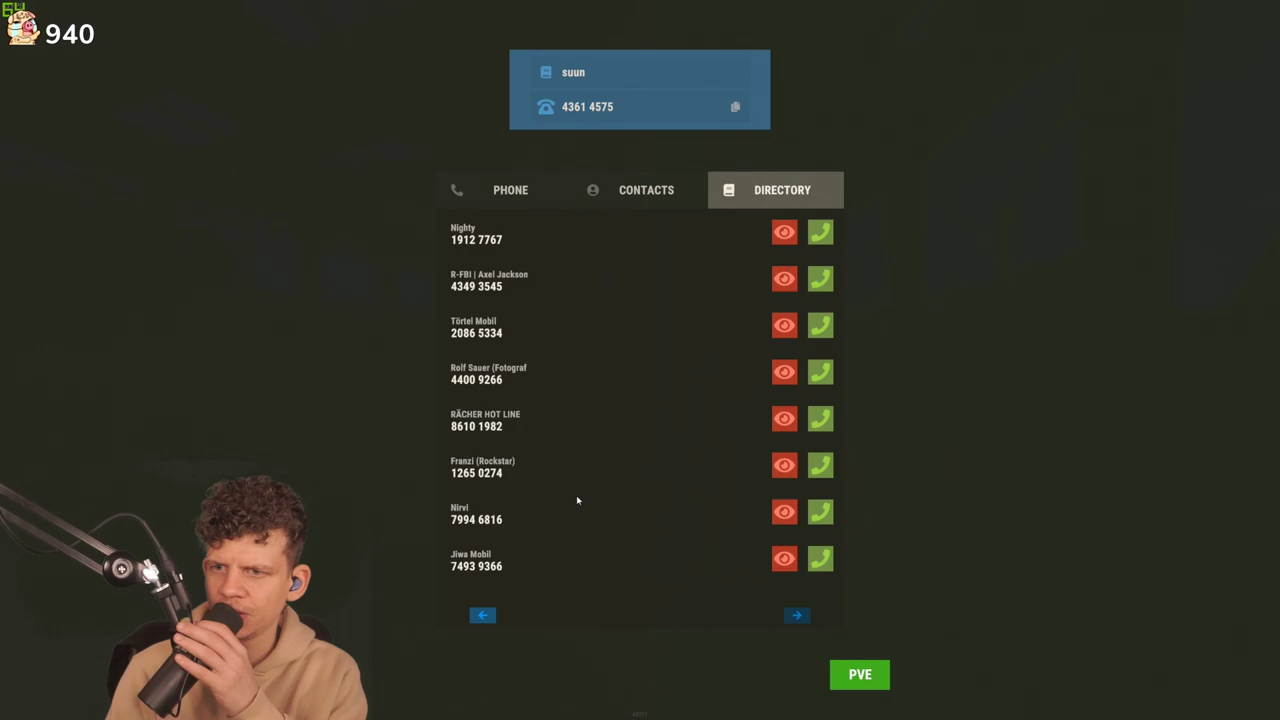 64
940
suun
4361 4575
PHONE
CONTACTS
DIRECTORY
Nighty
1912 7767
R-FBI | Axel Jackson
4349 3545
Törtel Mobil
2086 5334
Rolf Sauer (Fotograf
4400 9266
RÄCHER HOT LINE
8610 1982
Franzi (Rockstar)
1265 0274
Nirvi
7994 6816
Jiwa Mobil
7493 9366
PVE